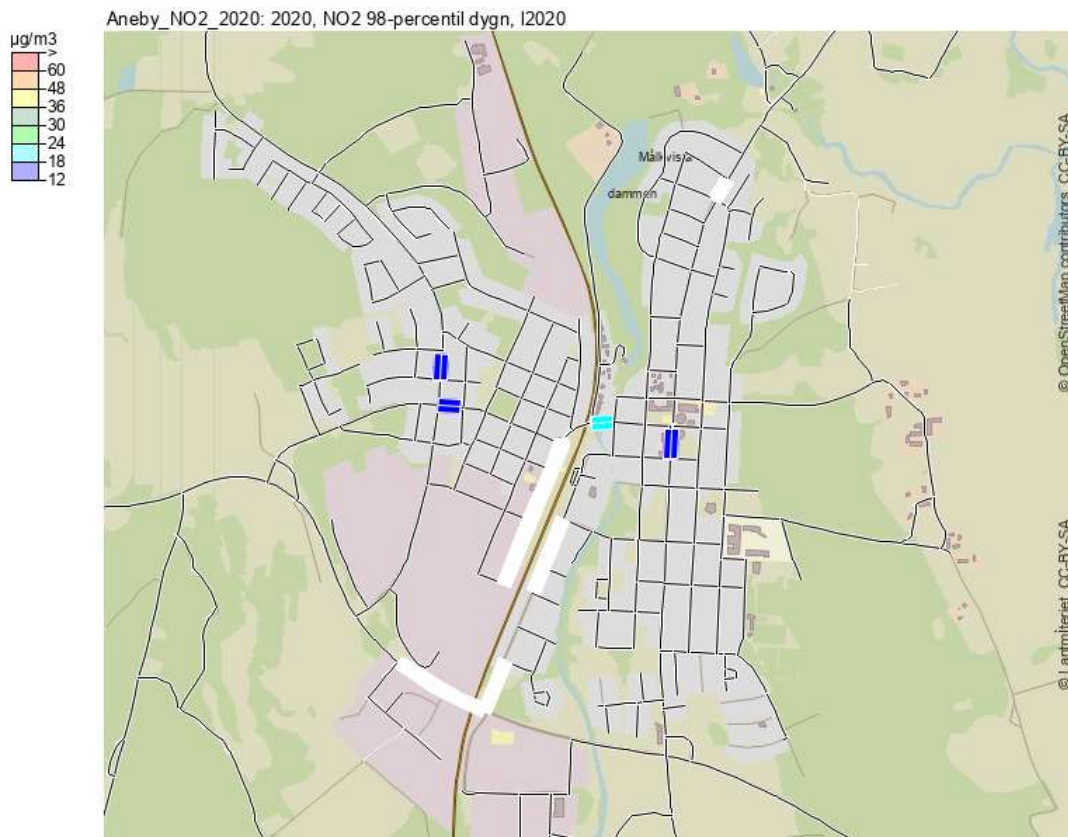 Aneby_NO2_2020: 2020, NO2 98-percentil dygn, I2020
µg/m3
>
60
48
36
30
24
18
12
dammen
© OpenStreetMap contributors, CC-BY-SA
© Lantmäteriet, CC-BY-SA